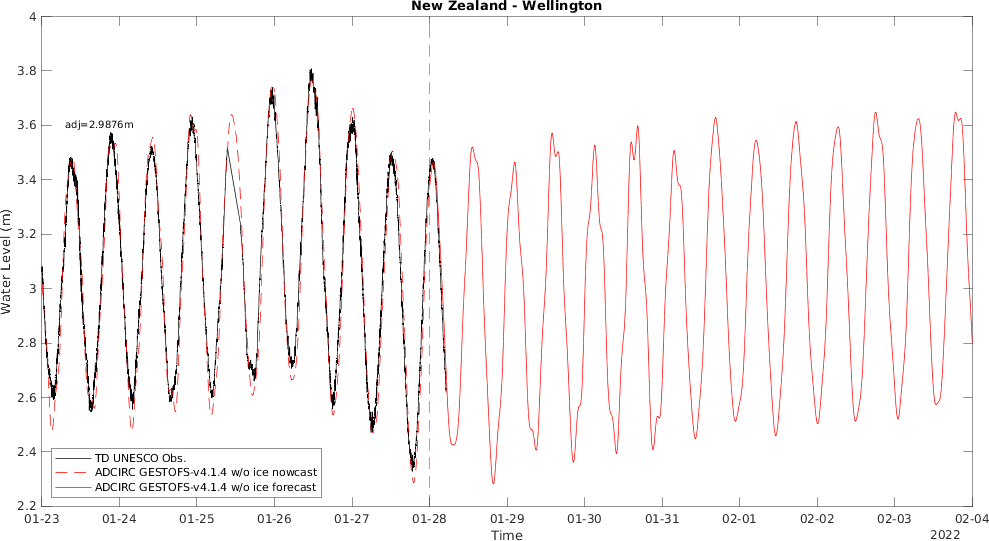 New Zealand - Wellington
Water Level (m)
4
3.8
3.6
3.4
3.2
3
2.8
2.6
2.4
2.2
adj=2.9876m
TD UNESCO Obs.
ADCIRC GESTOFS-v4.1.4 w/o ice nowcast
ADCIRC GESTOFS-v4.1.4 w/o ice forecast
01-23 01-24 01-25 01-26 01-27 01-28 01-29 01-30 01-31 02-01 02-02 02-03 02-04
Time
2022